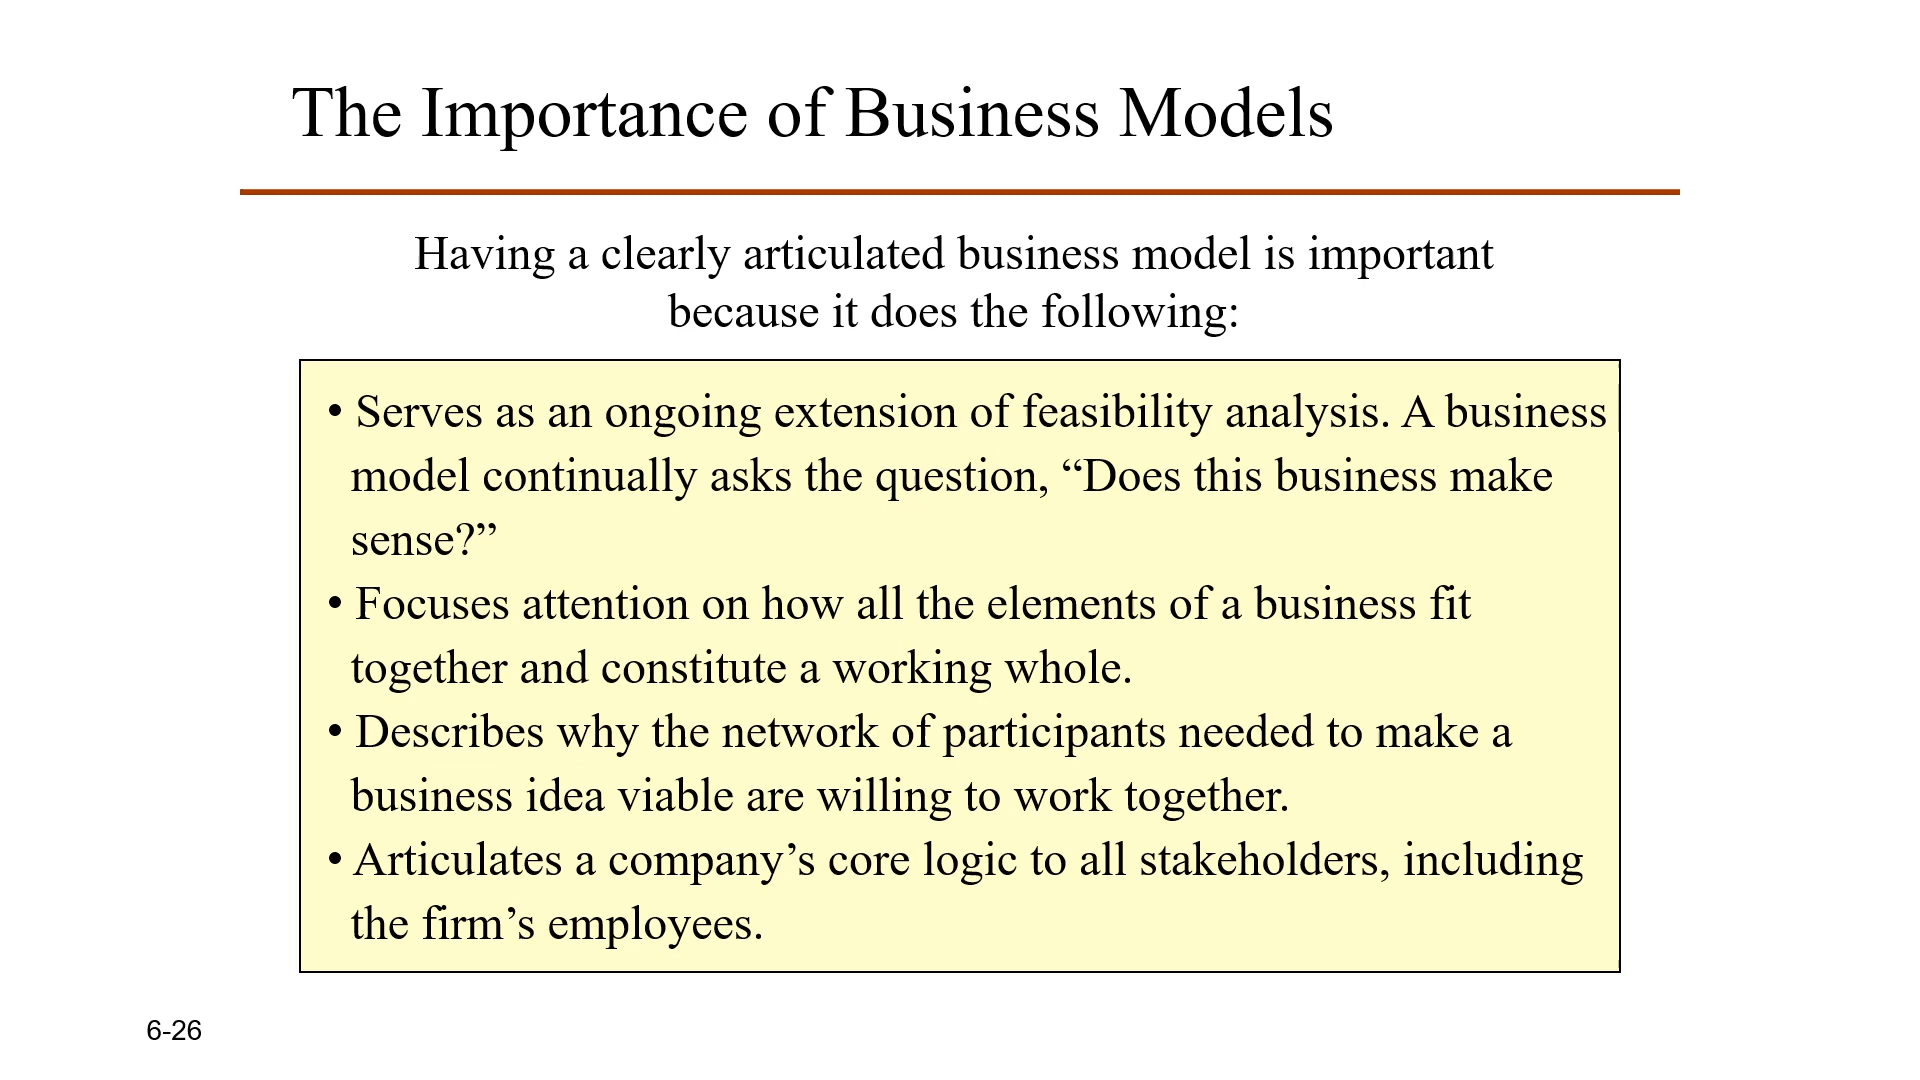 The Importance of Business Models
Having a clearly articulated business model is important
because it does the following:
• Serves as an ongoing extension of feasibility analysis. A business
model continually asks the question, “Does this business make
sense?”
• Focuses attention on how all the elements of a business fit
together and constitute a working whole.
• Describes why the network of participants needed to make a
business idea viable are willing to work together.
• Articulates a company’s core logic to all stakeholders, including
the firm’s employees.
6-26